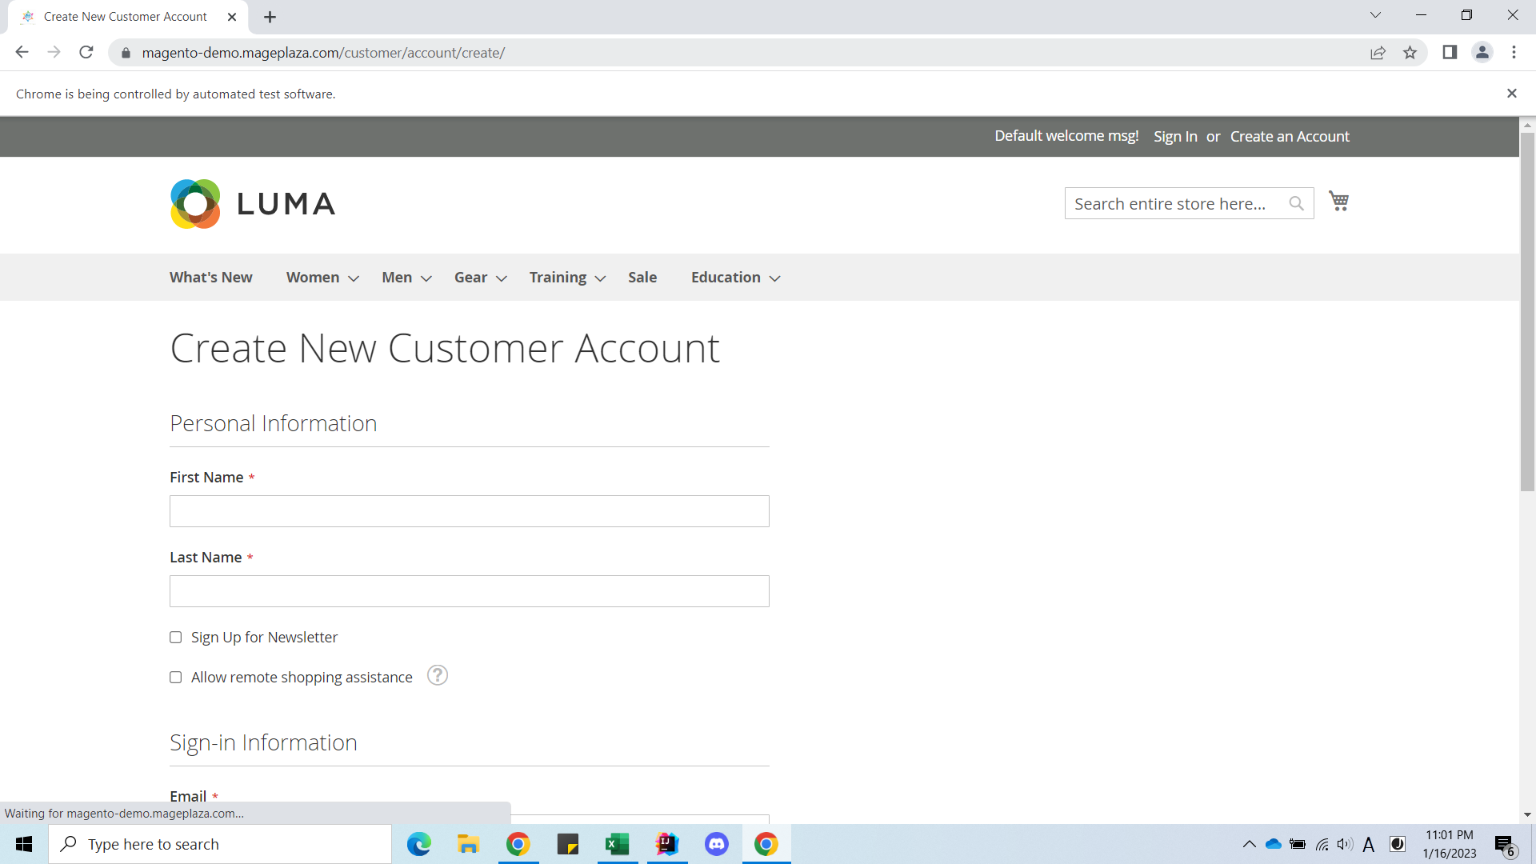 Create New Customer Account
magento-demo.mageplaza.com/customer/account/create/
Chrome is being controlled by automated test software.
Default welcome msg! Sign In or Create an Account
LUMA
Search entire store here...
What's New Women Men Gear Training Sale Education
Create New Customer Account
Personal Information
First Name *
Last Name *
Sign Up for Newsletter
Allow remote shopping assistance ?
Sign-in Information
Email *
Waiting for magento-demo.mageplaza.com...
Type here to search
A
11:01 PM
1/16/2023
6